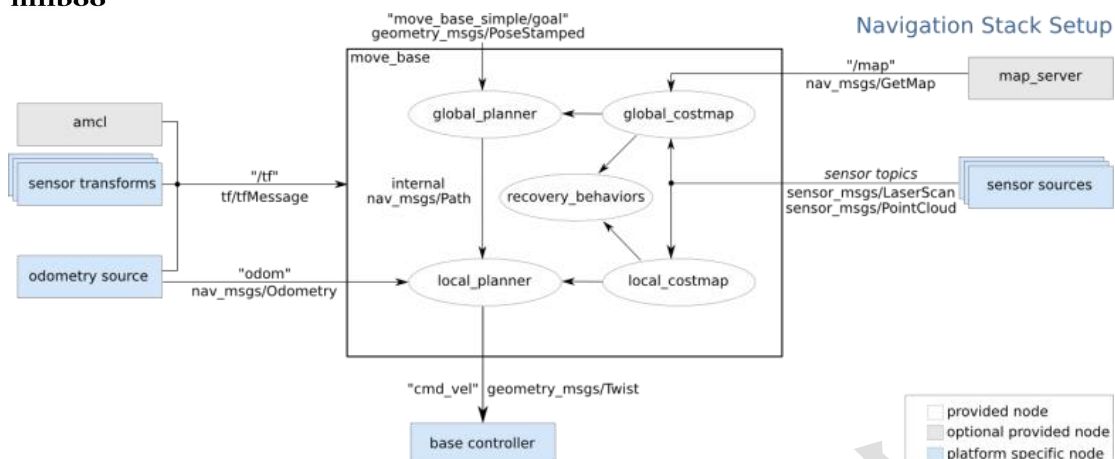 "move_base_simple/goal"
geometry_msgs/PoseStamped
Navigation Stack Setup
move_base
"/map"
nav_msgs/GetMap
map_server
amcl
global_planner
global_costmap
sensor transforms
"/tf"
tf/tfMessage
internal
nav_msgs/Path
recovery_behaviors
sensor topics
sensor_msgs/LaserScan
sensor_msgs/PointCloud
sensor sources
odometry source
"odom"
nav_msgs/Odometry
local_planner
local_costmap
"cmd_vel" geometry_msgs/Twist
base controller
provided node
optional provided node
platform specific node